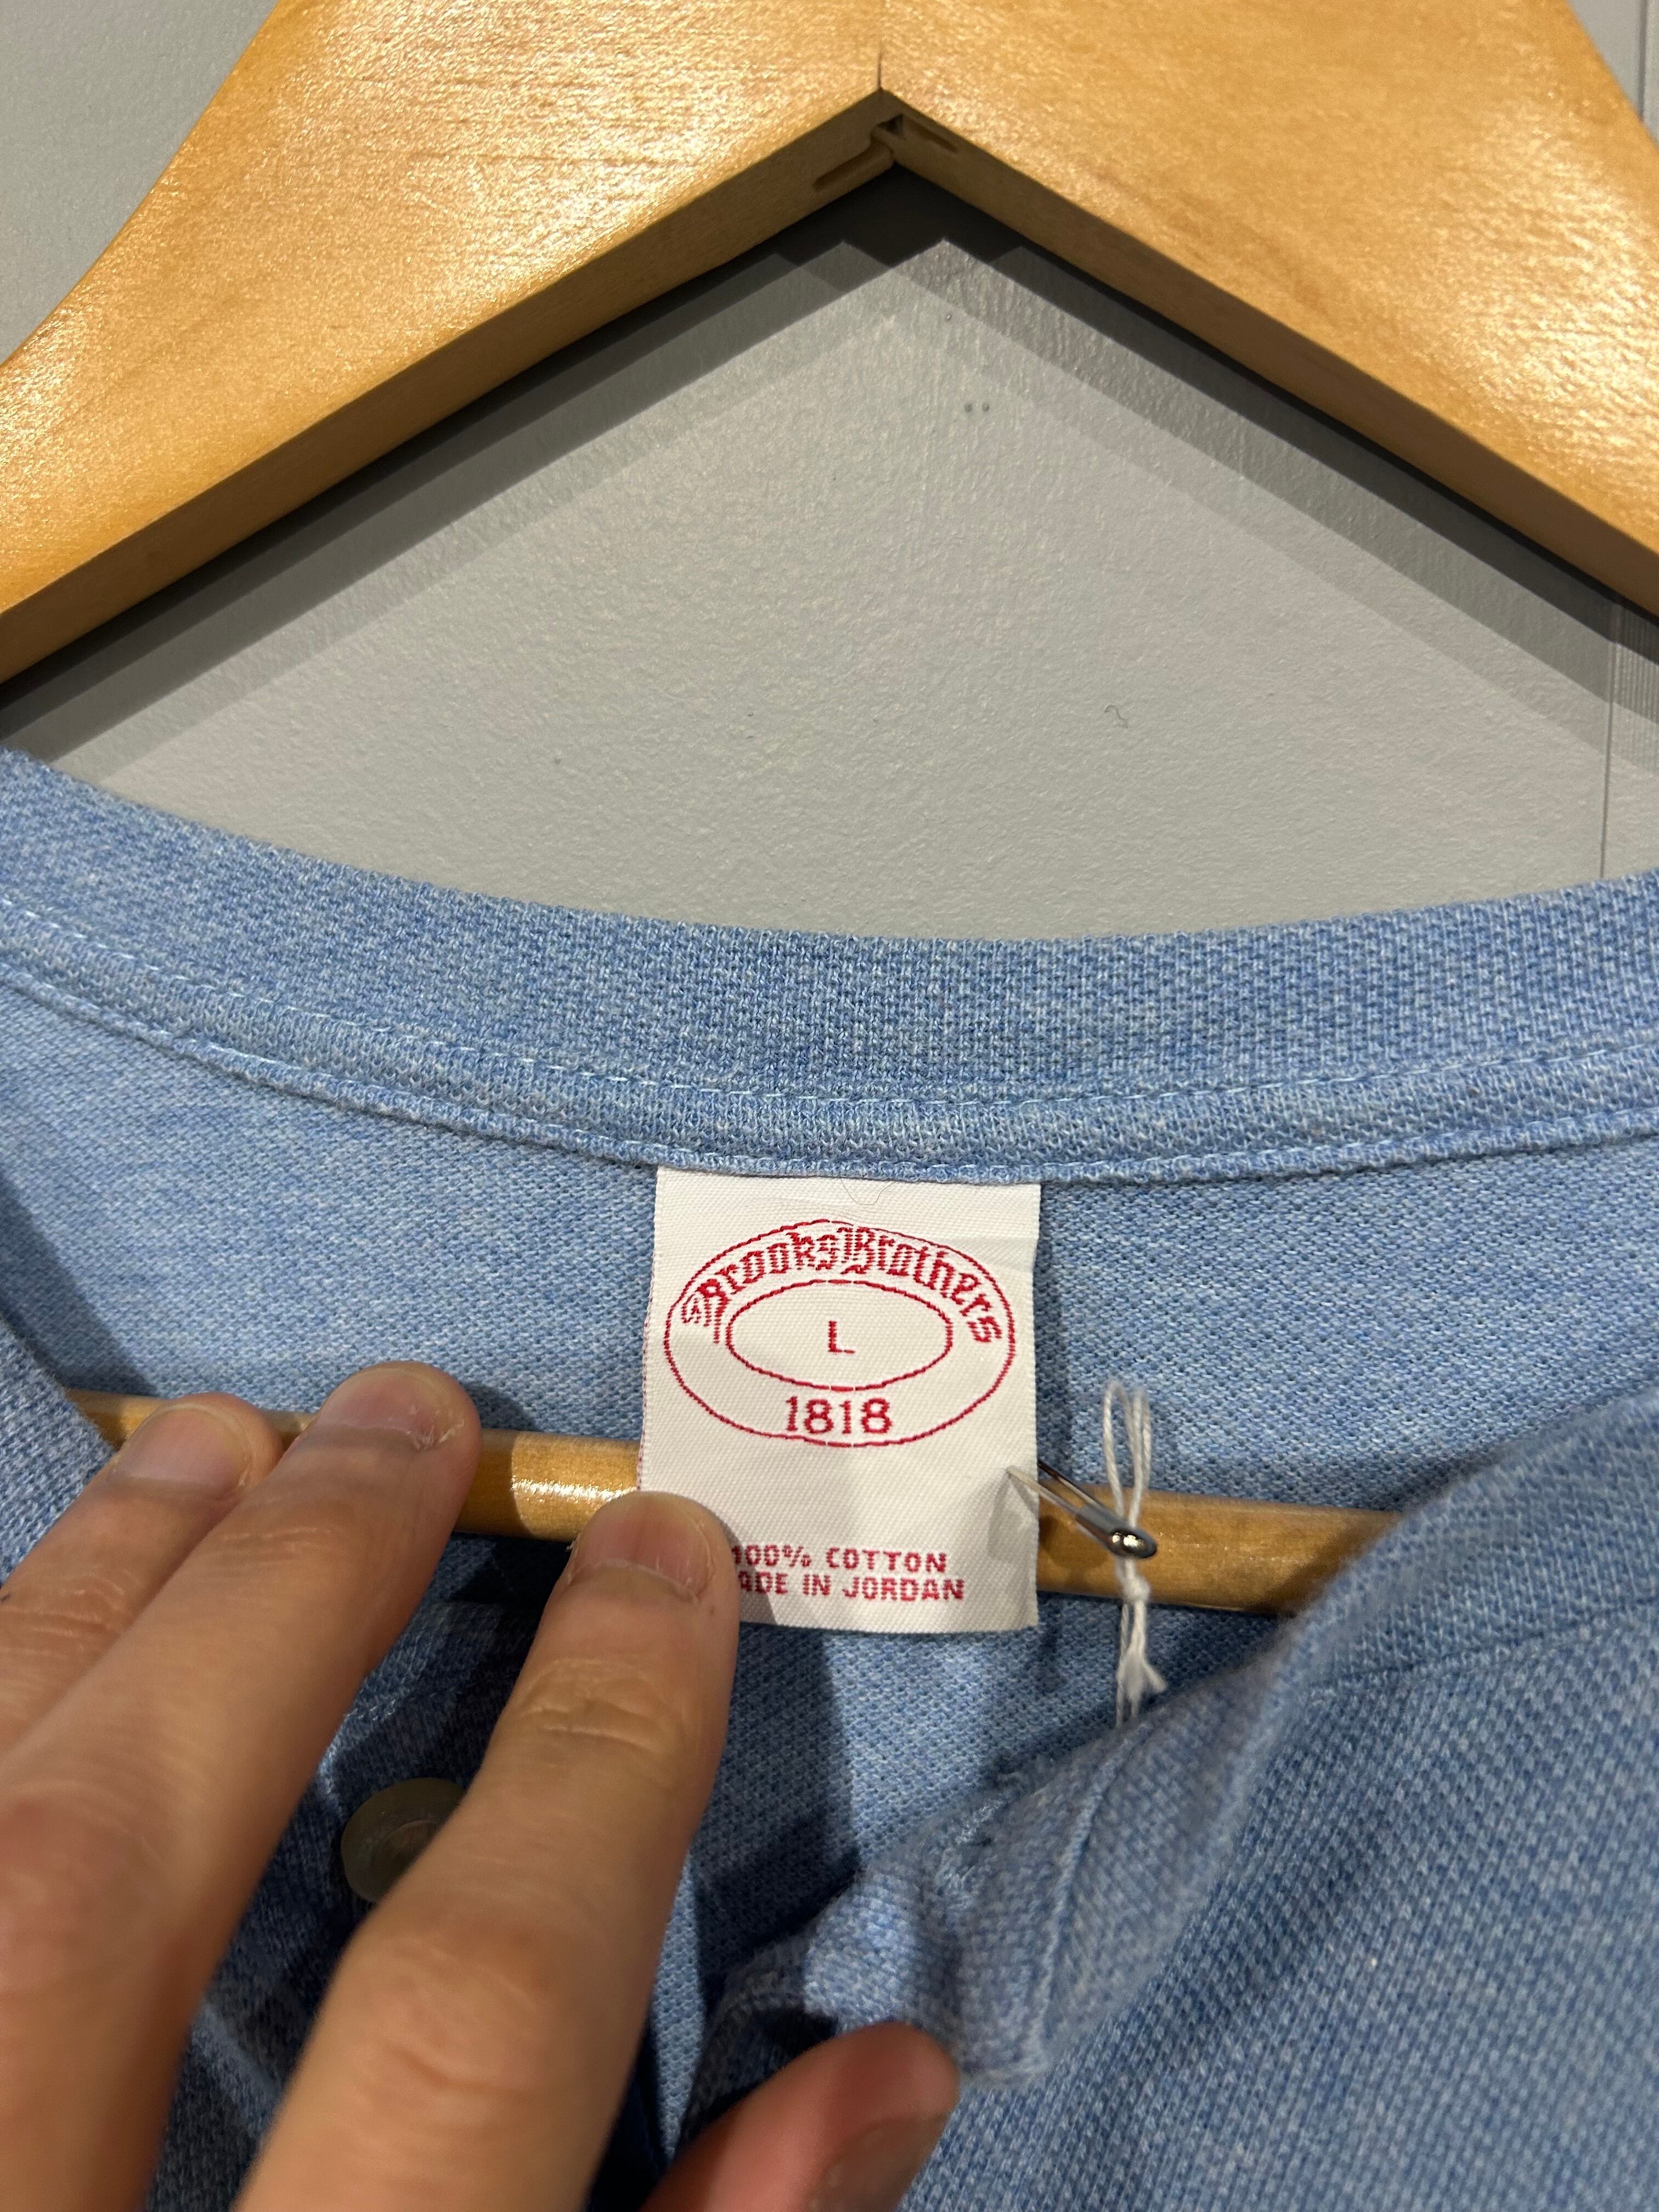 Brooks Brothers
L
1818
100% COTTON
ADE IN JORDAN